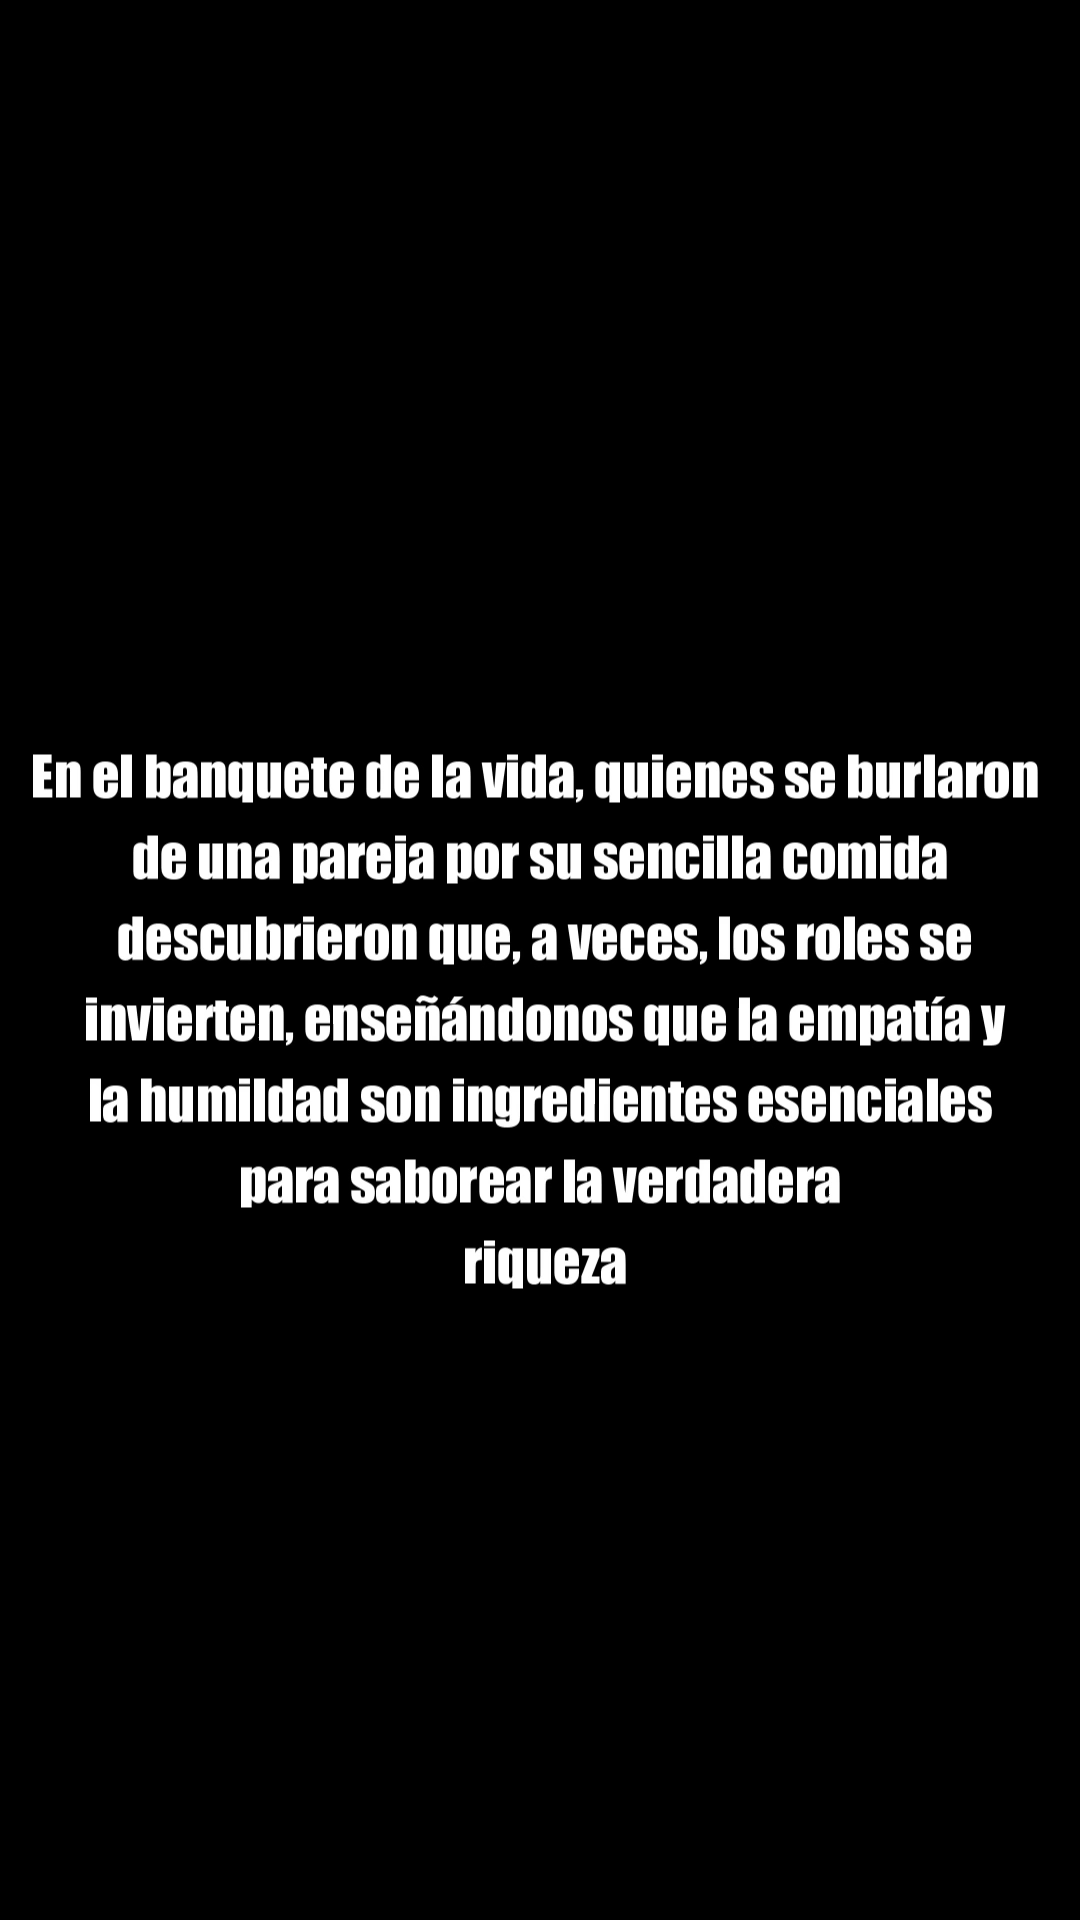 En el banquete de la vida, quienes se burlaron
de una pareja por su sencilla comida
descubrieron que, a veces, los roles se
invierten, enseñándonos que la empatía y
la humildad son ingredientes esenciales
para saborear la verdadera
riqueza